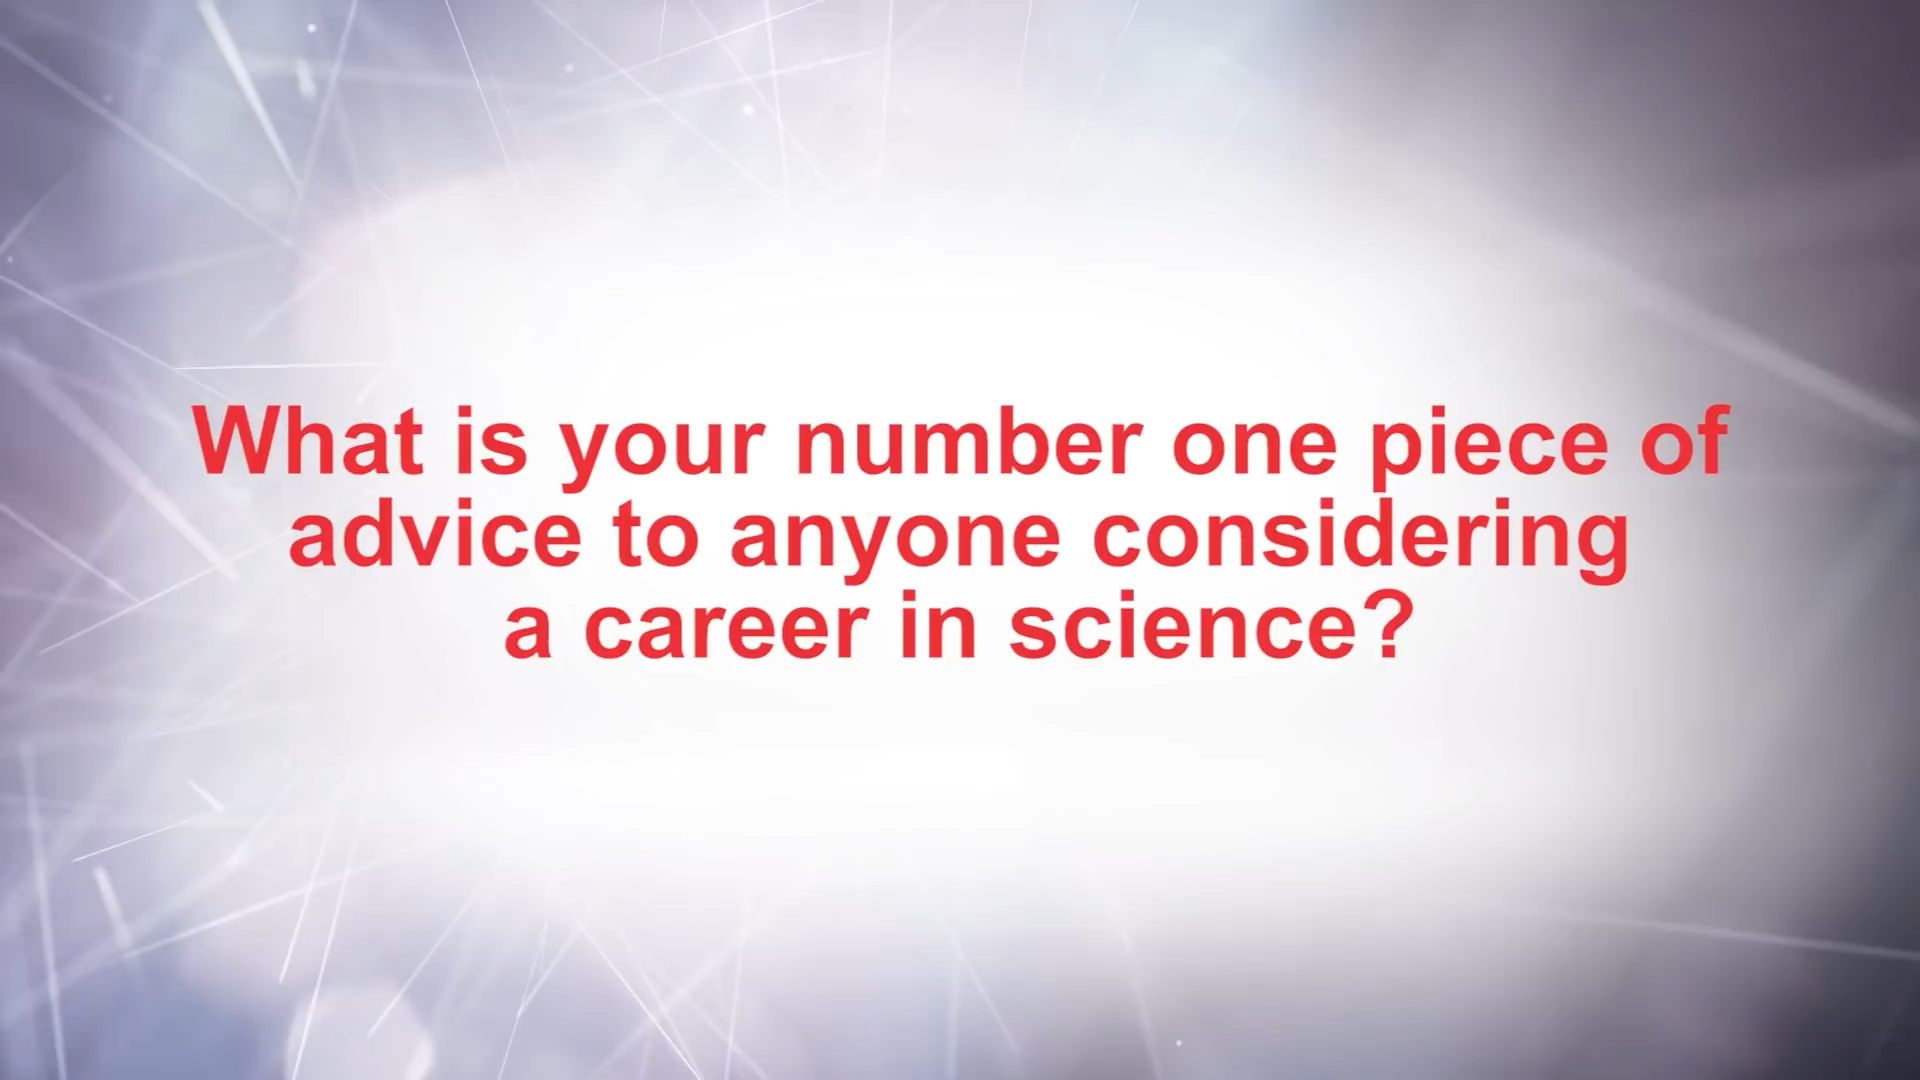 What is your number one piece of
advice to anyone considering
a career in science?